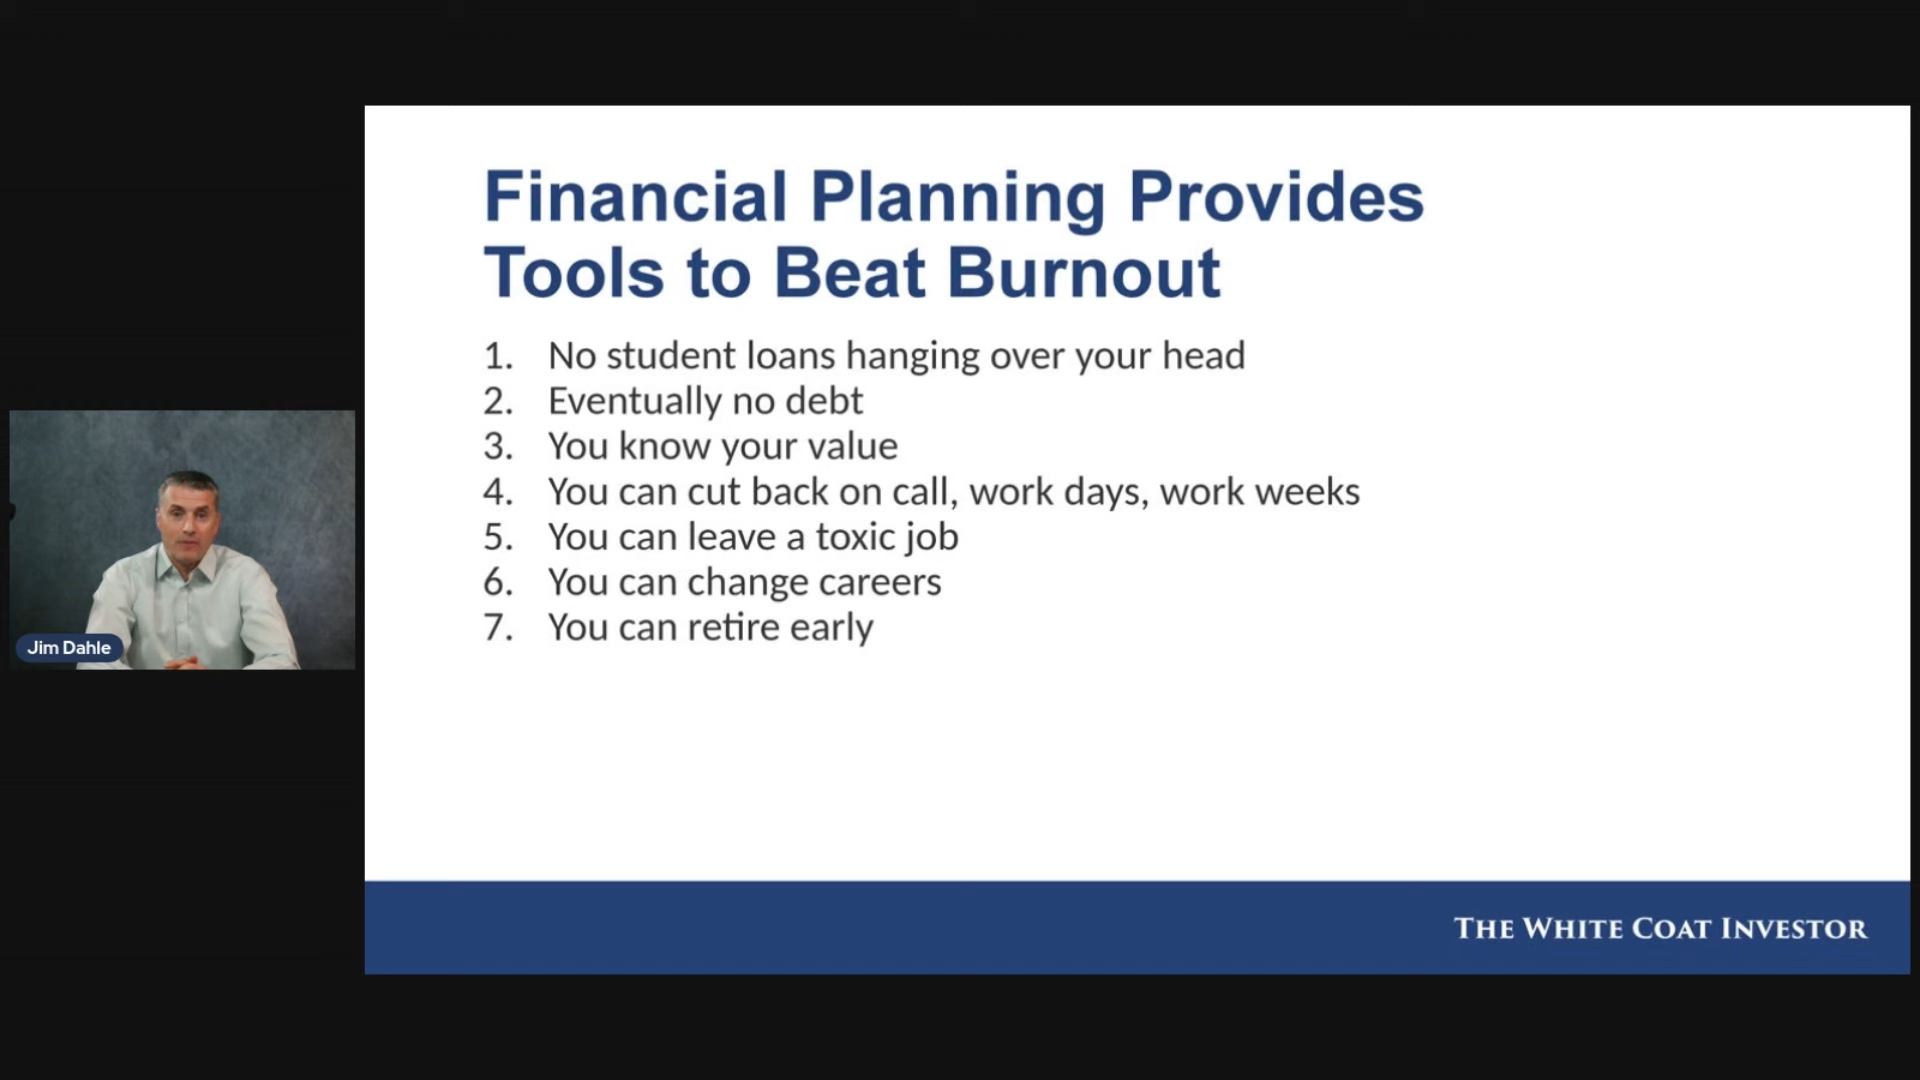 Financial Planning Provides
Tools to Beat Burnout
1. No student loans hanging over your head
2. Eventually no debt
3. You know your value
4. You can cut back on call, work days, work weeks
5. You can leave a toxic job
6. You can change careers
7. You can retire early
Jim Dahle
THE WHITE COAT INVESTOR